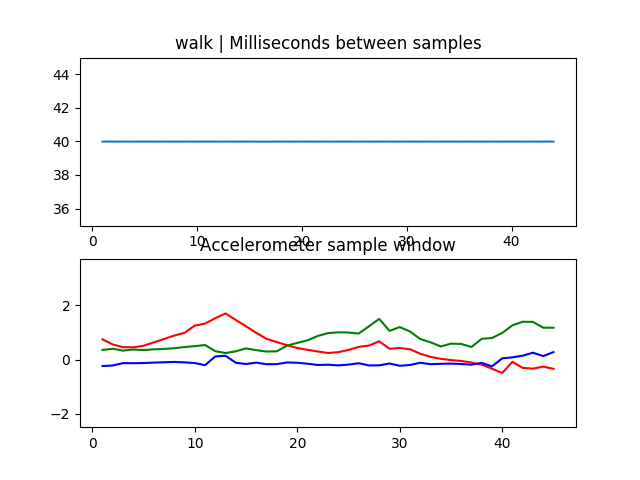 walk | Milliseconds between samples
44
42
40
38
36
0 10 20 30 40
Accelerometer sample window
2
0
−2
0 10 20 30 40